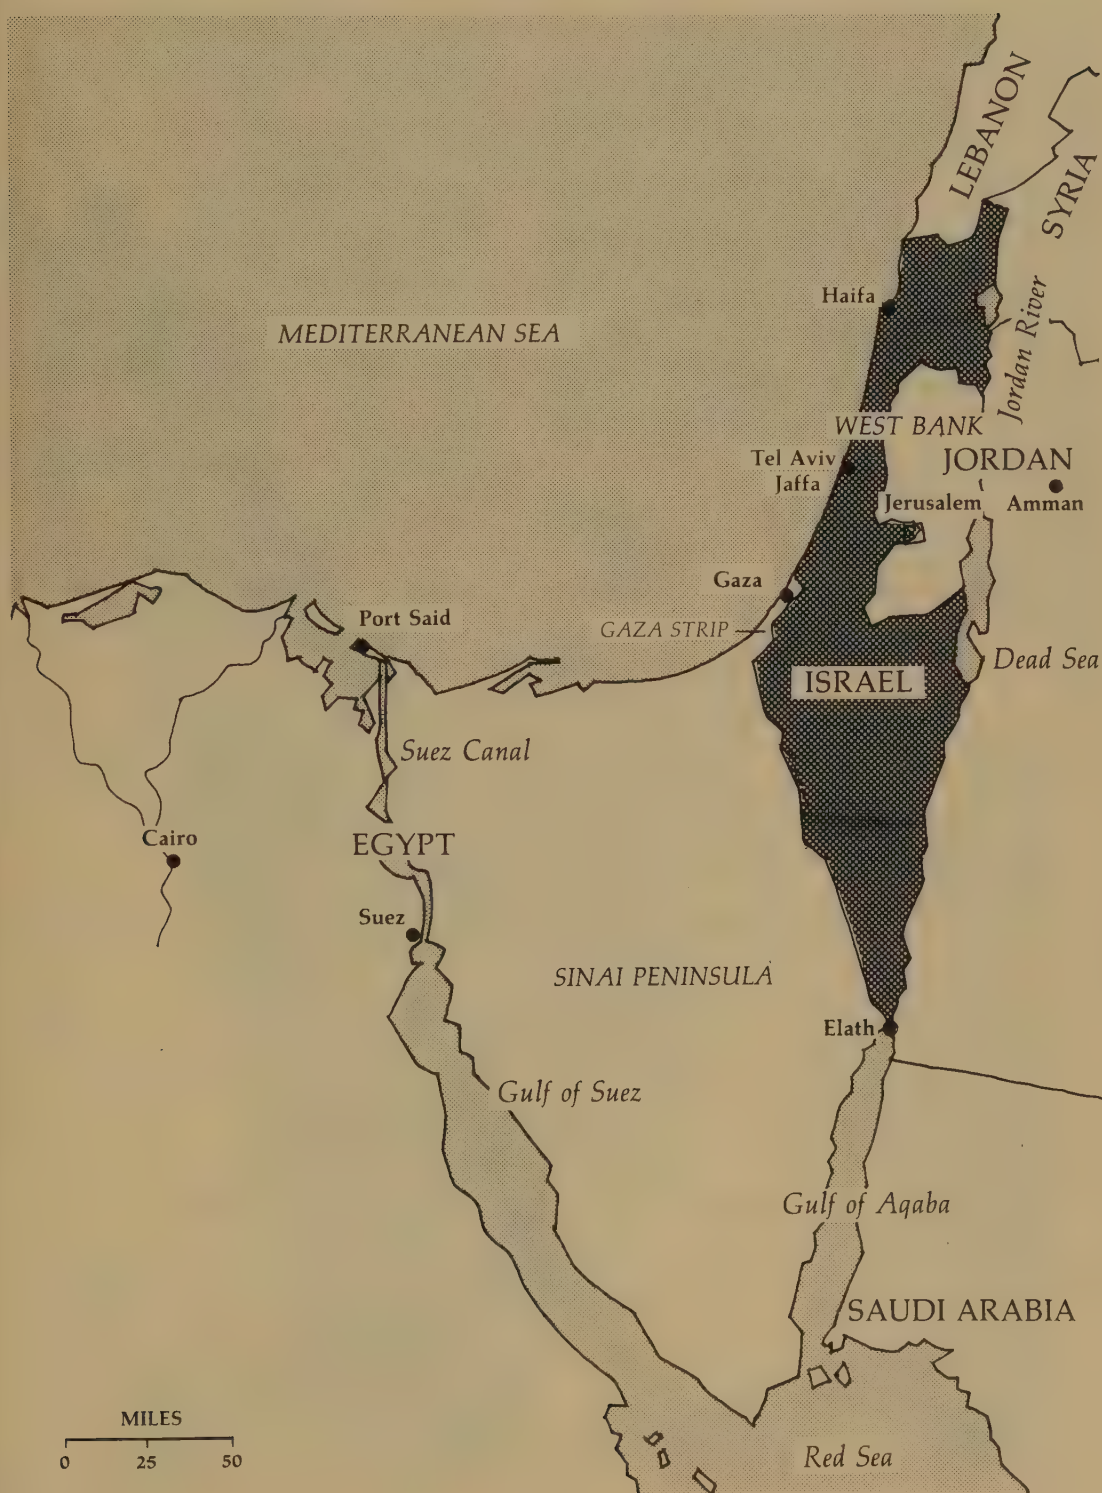 LEBANON
SYRIA
Haifa
Jordan River
MEDITERRANEAN SEA
WEST BANK
Tel Aviv
Jaffa
JORDAN
Jerusalem
Amman
Gaza
Port Said
GAZA STRIP
Dead Sea
ISRAEL
Suez Canal
Cairo
EGYPT
Suez
SINAI PENINSULA
Elath
Gulf of Suez
Gulf of Aqaba
SAUDI ARABIA
MILES
0 25 50
Red Sea